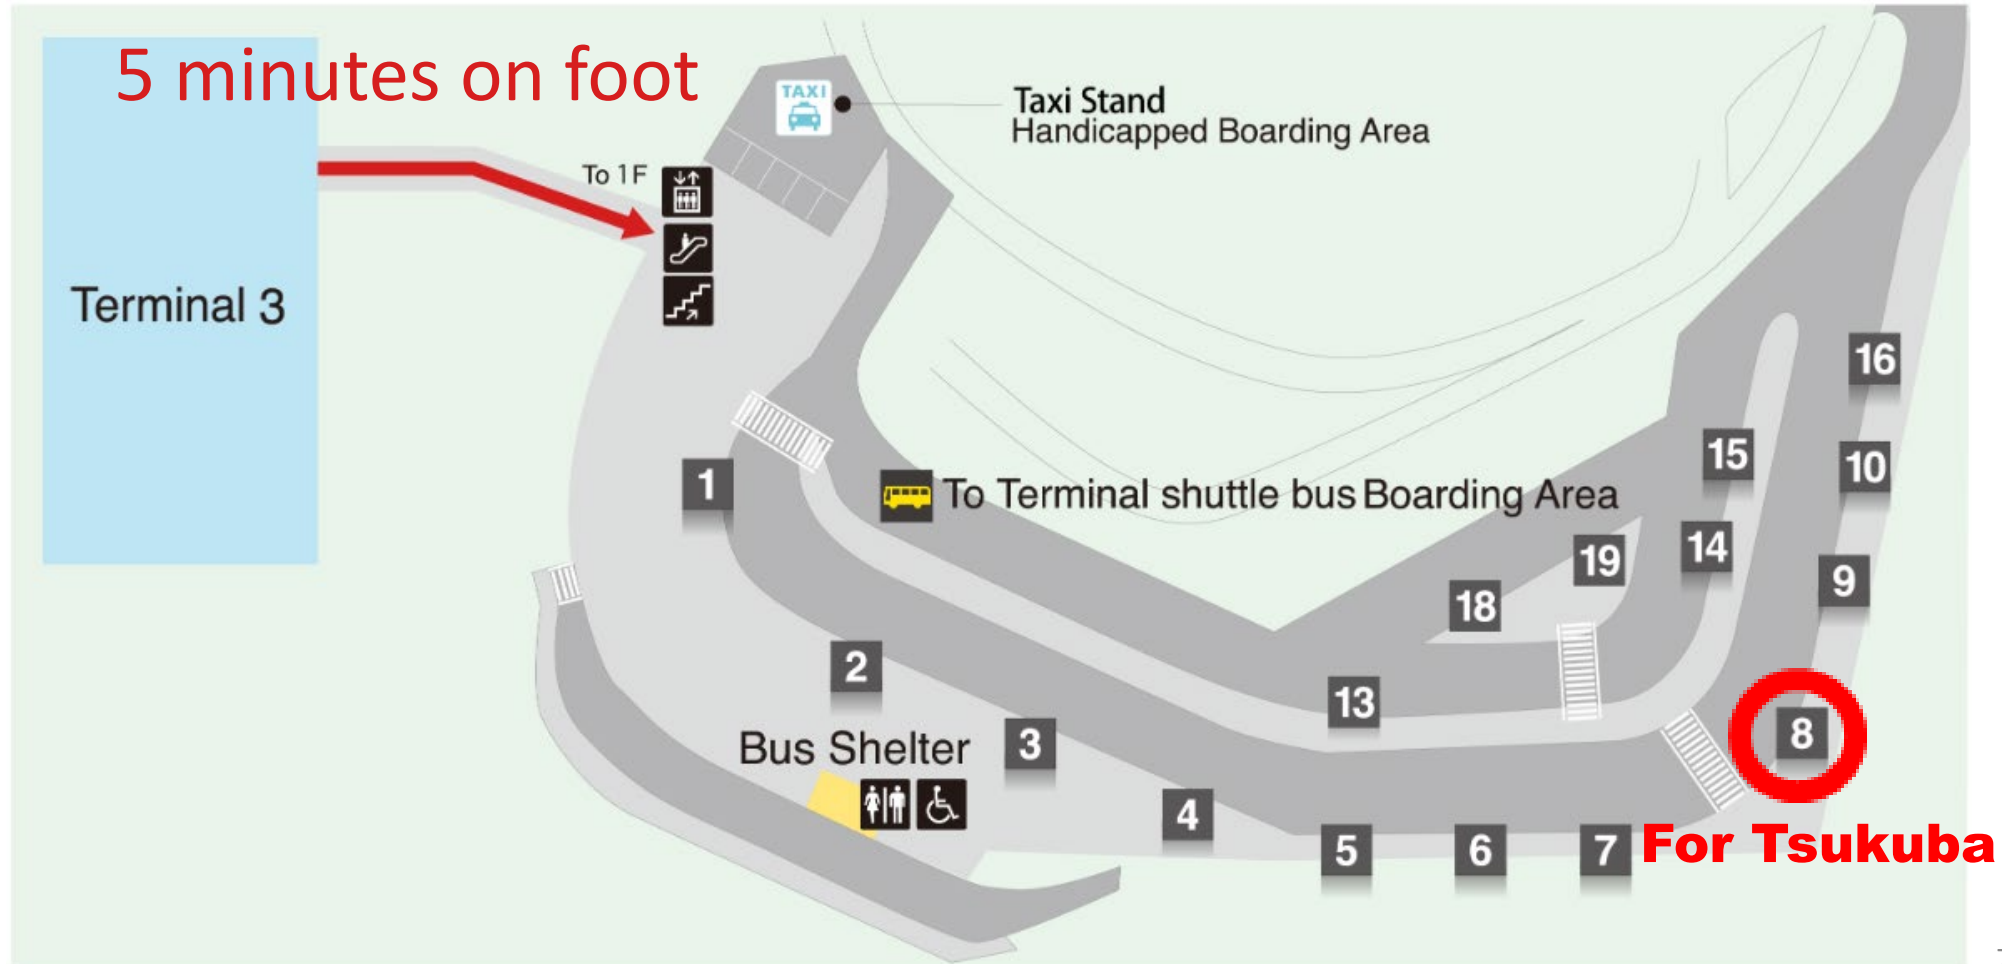 5 minutes on foot
TAXI
Taxi Stand
Handicapped Boarding Area
To 1F
Terminal 3
16
15
10
1
To Terminal shuttle bus Boarding Area
14
19
9
18
2
13
8
Bus Shelter
3
4
5
6
7
For Tsukuba